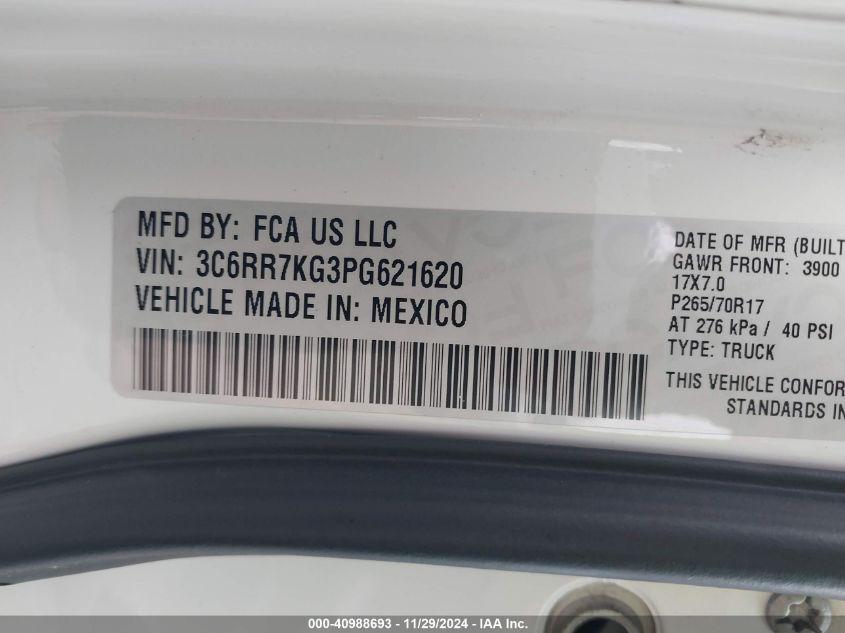 MFD BY: FCA US LLC
VIN: 3C6RR7KG3PG621620
VEHICLE MADE IN: MEXICO
DATE OF MFR (BUILT
GAWR FRONT: 3900
17X7.0
P265/70R17
AT 276 kPa / 40 PSI
TYPE: TRUCK
THIS VEHICLE CONFOR
STANDARDS IN
000-40988693 - 11/29/2024 - IAA Inc.